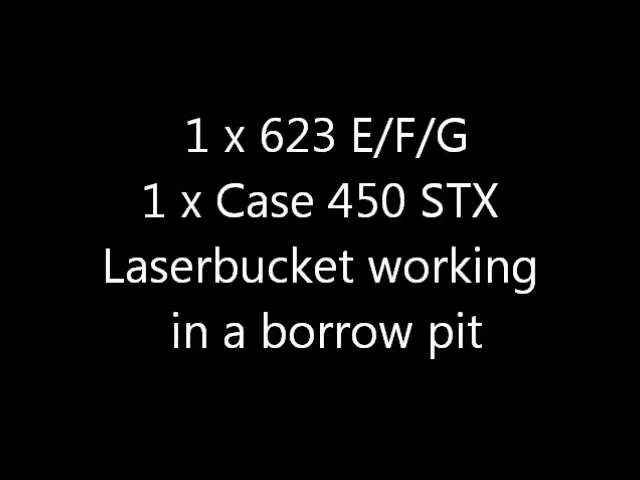 1 x 623 E/F/G
1 x Case 450 STX
Laserbucket working
in a borrow pit